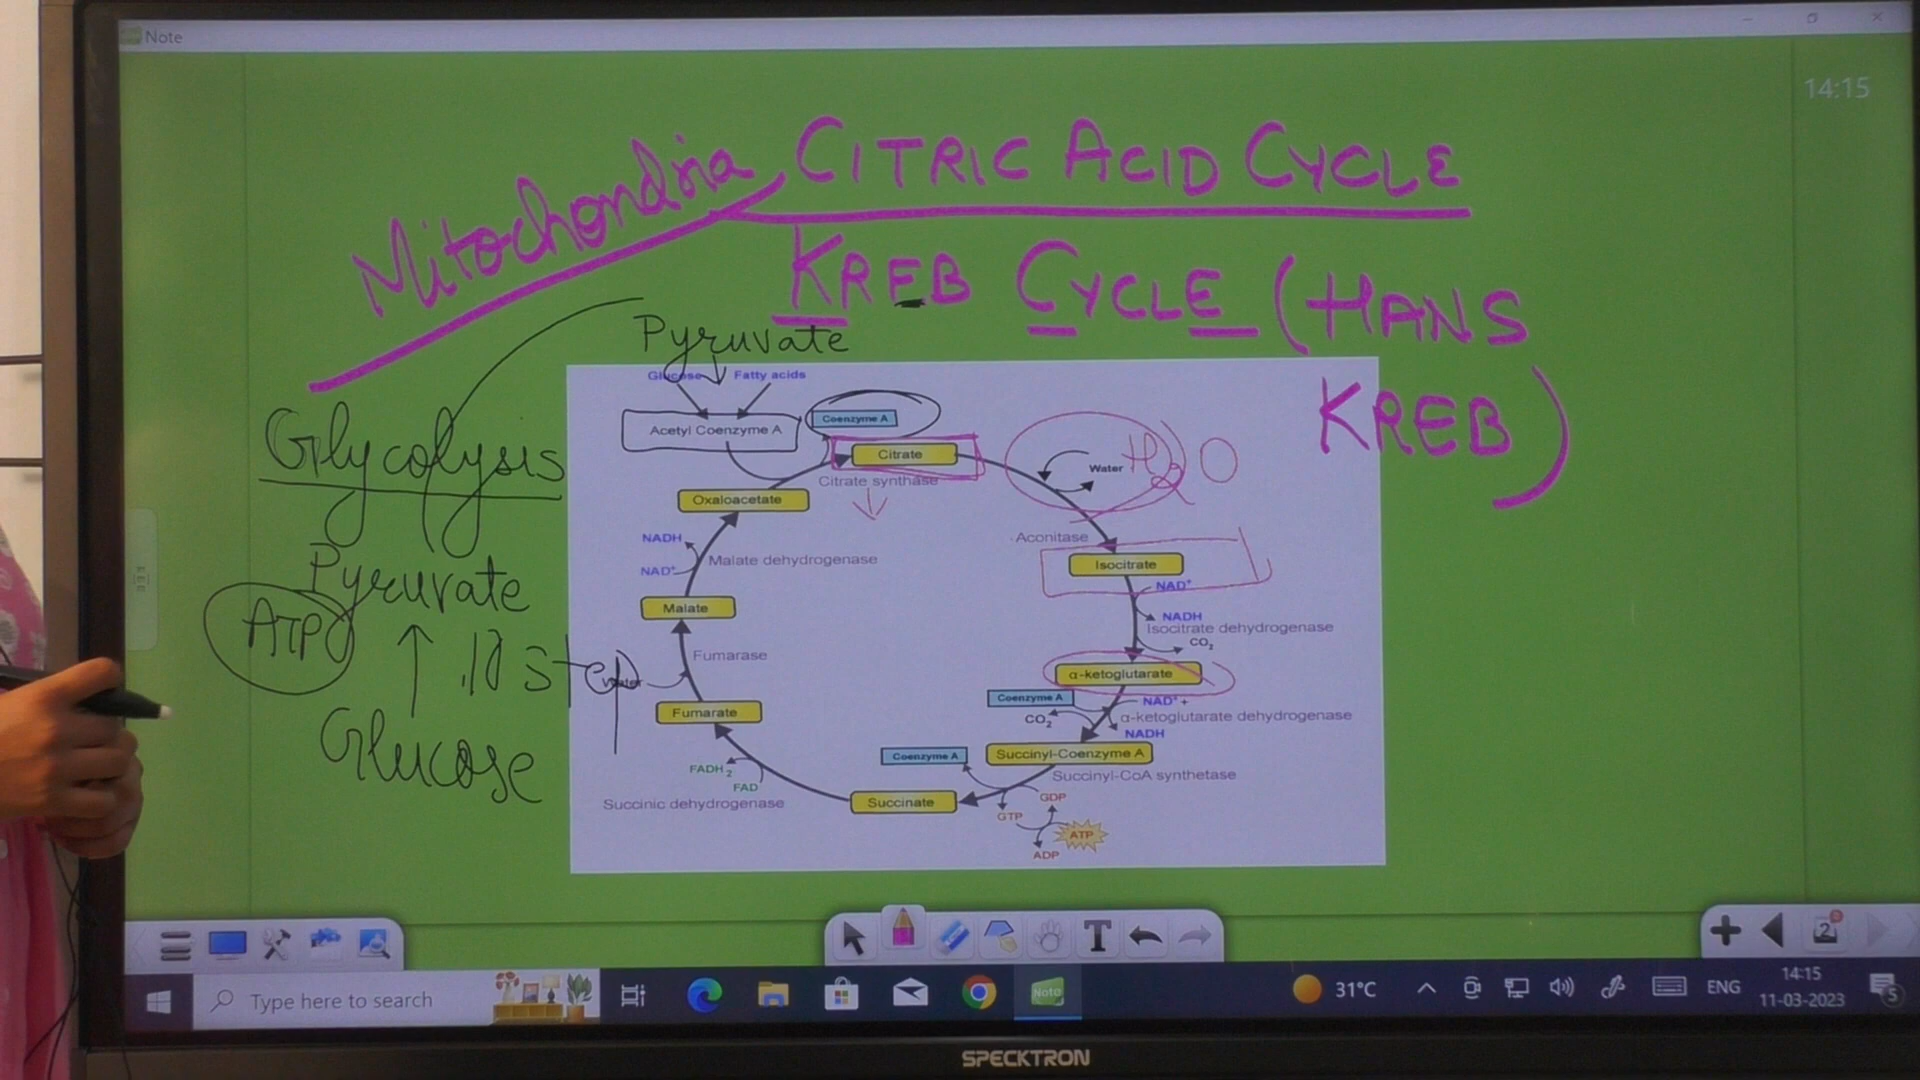 Note
14:15
Mitochondria CITRIC ACID CYCLE
KREB CYCLE (HANS
KREB)
Pyruvate
Glucose Fatty acids
Acetyl Coenzyme A
Coenzyme A
Citrate
Citrate synthase
Water H2O
Aconitase
Isocitrate
NAD+
NADH
Isocitrate dehydrogenase
CO2
α-ketoglutarate
Coenzyme A
NAD+ +
CO2
α-ketoglutarate dehydrogenase
NADH
Succinyl-Coenzyme A
Coenzyme A
Succinyl-CoA synthetase
GDP
GTP
ATP
ADP
Succinate
FADH2
FAD
Succinic dehydrogenase
Fumarate
Water
Fumarase
Malate
NADH
NAD+
Malate dehydrogenase
Oxaloacetate
Glycolysis
Pyruvate
ATP
10 step
Glucose
T
2
Type here to search
Note
31°C
ENG
14:15
11-03-2023
5
SPECKTRON